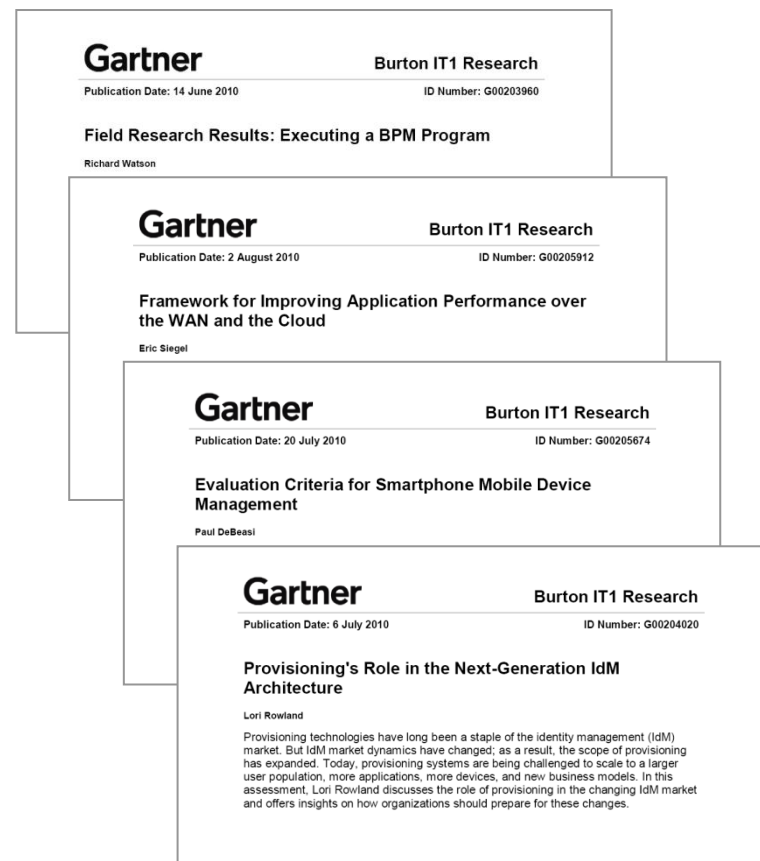 Gartner
Burton IT1 Research
Publication Date: 14 June 2010
ID Number: G00203960
Field Research Results: Executing a BPM Program
Richard Watson
Gartner
Burton IT1 Research
Publication Date: 2 August 2010
ID Number: G00205912
Framework for Improving Application Performance over
the WAN and the Cloud
Eric Siegel
Gartner
Burton IT1 Research
Publication Date: 20 July 2010
ID Number: G00205674
Evaluation Criteria for Smartphone Mobile Device
Management
Paul DeBeasi
Gartner
Burton IT1 Research
Publication Date: 6 July 2010
ID Number: G00204020
Provisioning's Role in the Next-Generation IdM
Architecture
Lori Rowland
Provisioning technologies have long been a staple of the identity management (IdM)
market. But IdM market dynamics have changed; as a result, the scope of provisioning
has expanded. Today, provisioning systems are being challenged to scale to a larger
user population, more applications, more devices, and new business models. In this
assessment, Lori Rowland discusses the role of provisioning in the changing IdM market
and offers insights on how organizations should prepare for these changes.